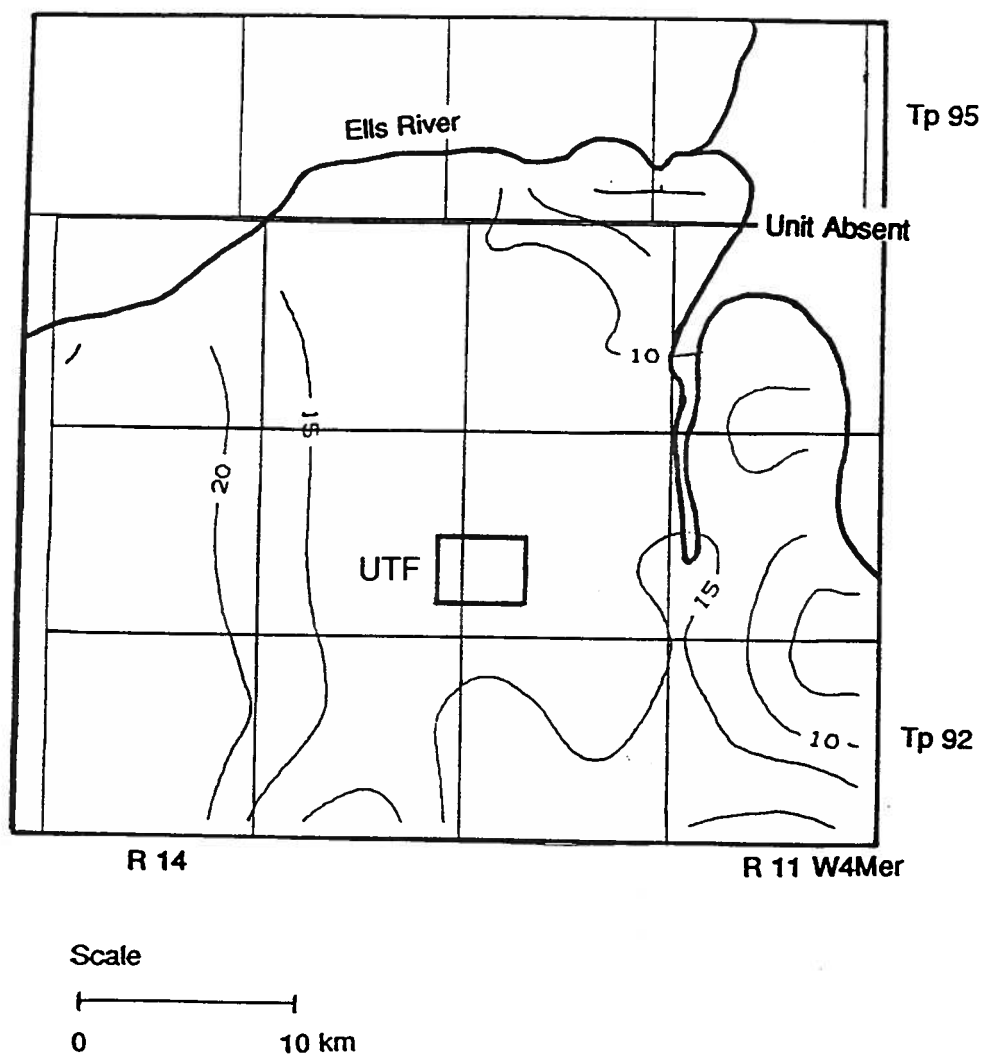 Tp 95
Ells River
Unit Absent
10
15
20
UTF
15
10
Tp 92
R 14
R 11 W4Mer
Scale
0 10 km